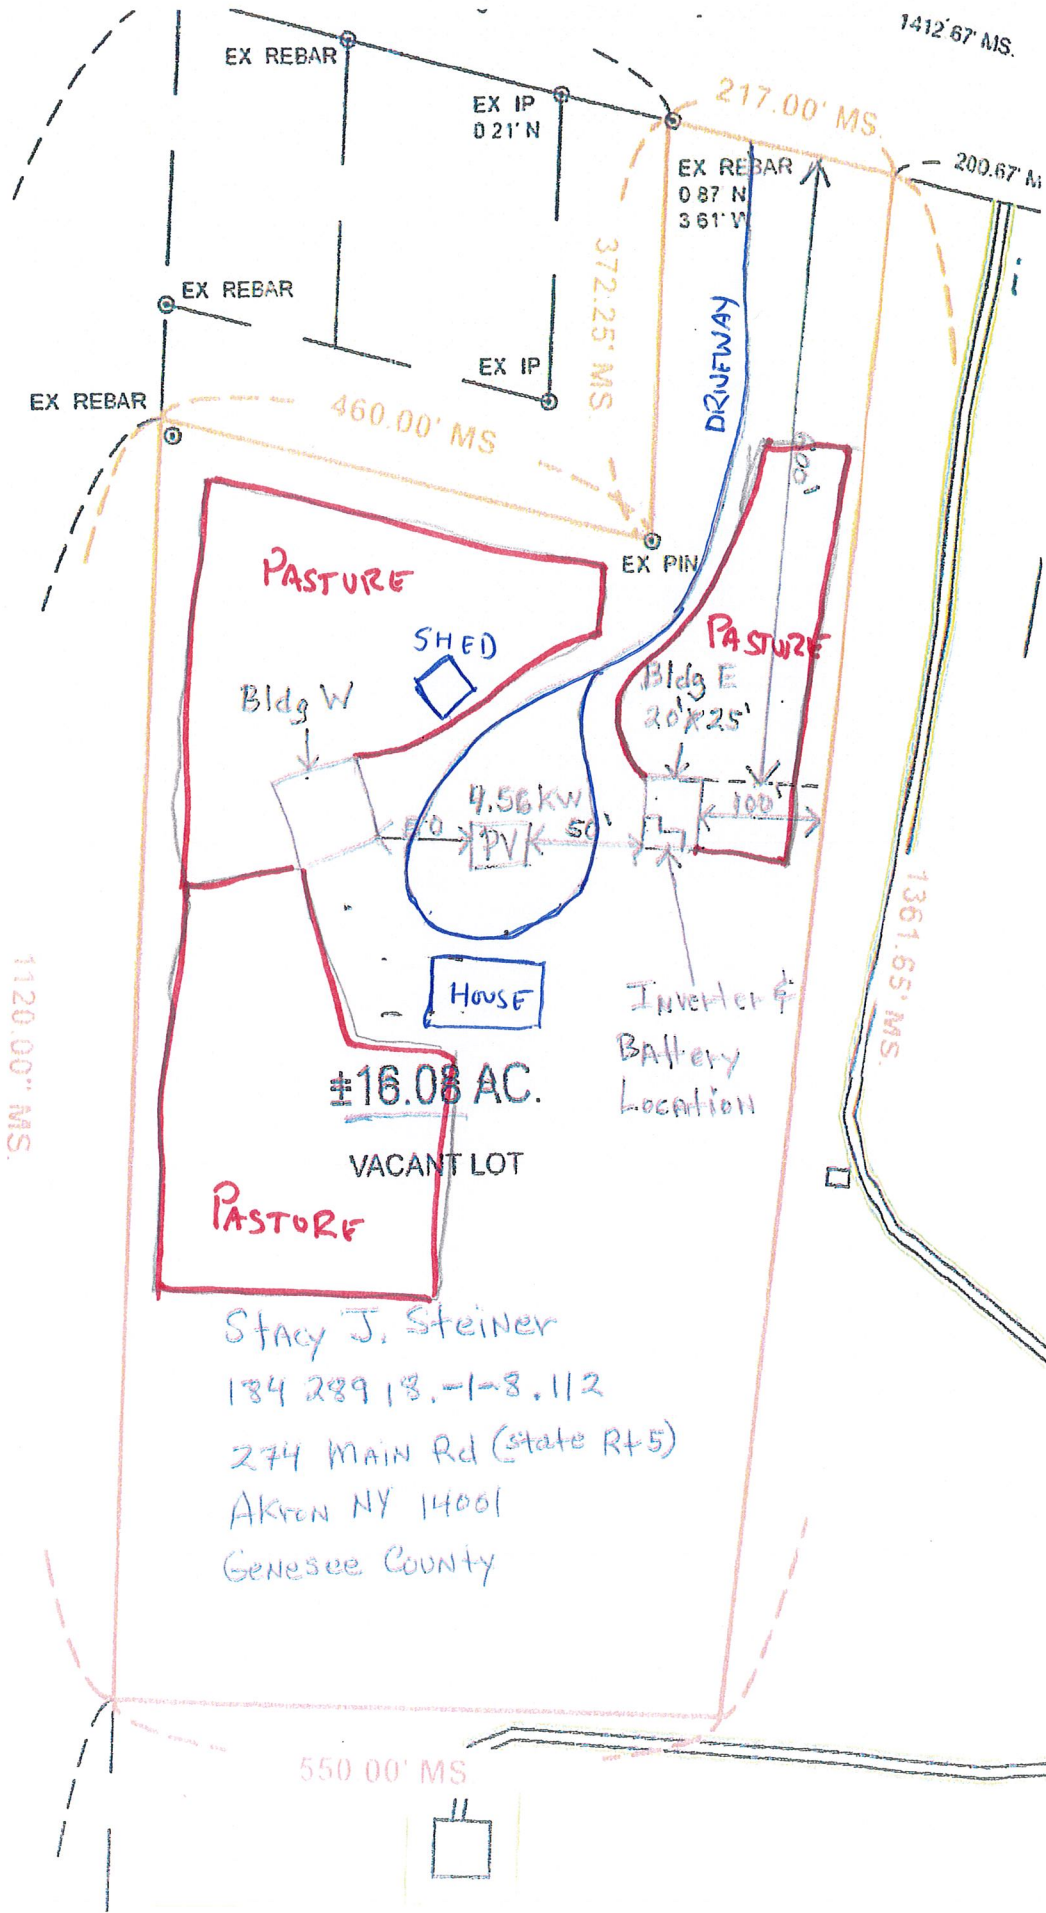 1412.67' MS.
EX REBAR
EX IP
0.21' N
217.00' MS.
EX REBAR
0.87 N
3.61' W
200.67' M
372.25' MS.
EX REBAR
EX IP
EX REBAR
460.00' MS
DRIVEWAY
600'
EX PIN
PASTURE
PASTURE
SHED
Bldg W
Bldg E
20'X25'
PV
50'
100'
HOUSE
1361.65' MS.
1120.00'' MS.
Inverter &
Battery
Location
±16.08 AC.
VACANT LOT
PASTURE
Stacy J. Steiner
184 289 18.-1-8.112
274 Main Rd (State Rt 5)
Akron NY 14001
Genesee County
550.00' MS